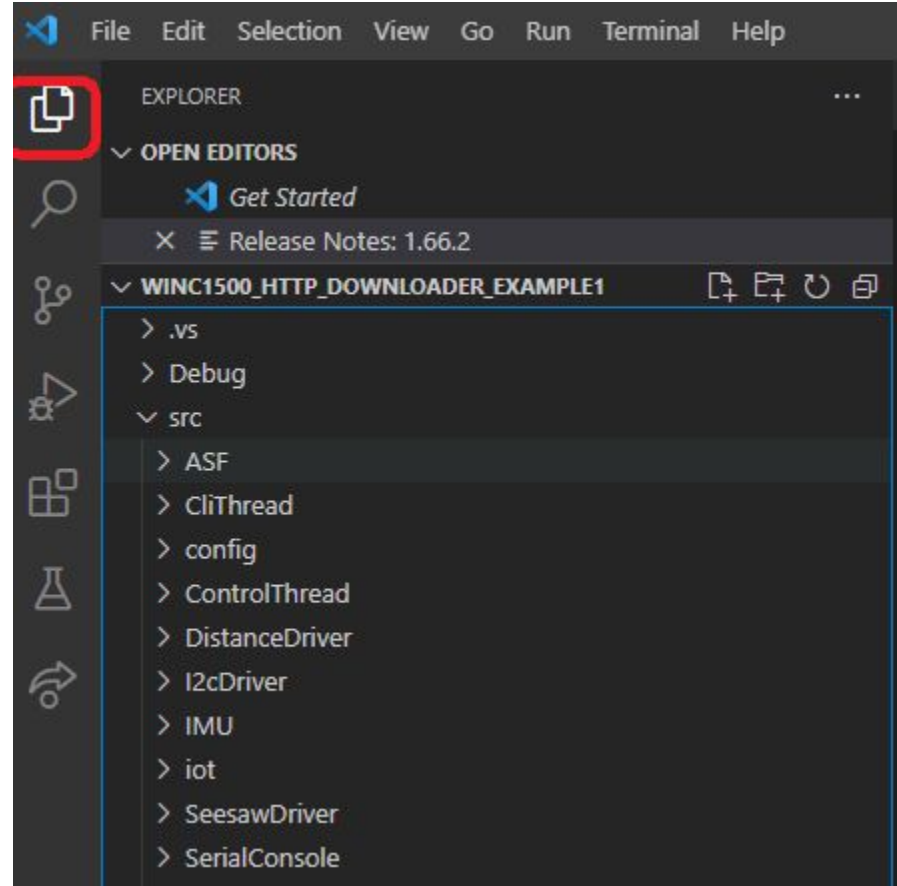 File Edit Selection View Go Run Terminal Help
EXPLORER
OPEN EDITORS
Get Started
Release Notes: 1.66.2
WINC1500_HTTP_DOWNLOADER_EXAMPLE1
.vs
Debug
src
ASF
CliThread
config
ControlThread
DistanceDriver
I2cDriver
IMU
iot
SeesawDriver
SerialConsole